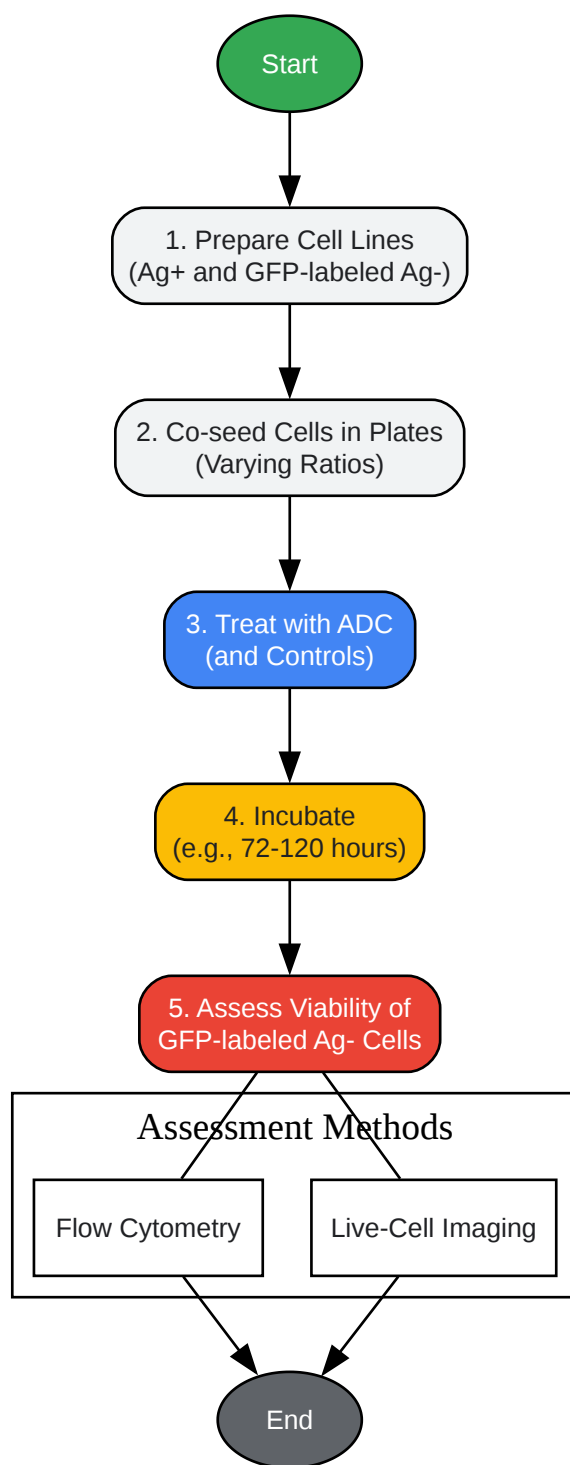 Start
1. Prepare Cell Lines
(Ag+ and GFP-labeled Ag-)
2. Co-seed Cells in Plates
(Varying Ratios)
3. Treat with ADC
(and Controls)
4. Incubate
(e.g., 72-120 hours)
5. Assess Viability of
GFP-labeled Ag- Cells
Assessment Methods
Flow Cytometry
Live-Cell Imaging
End